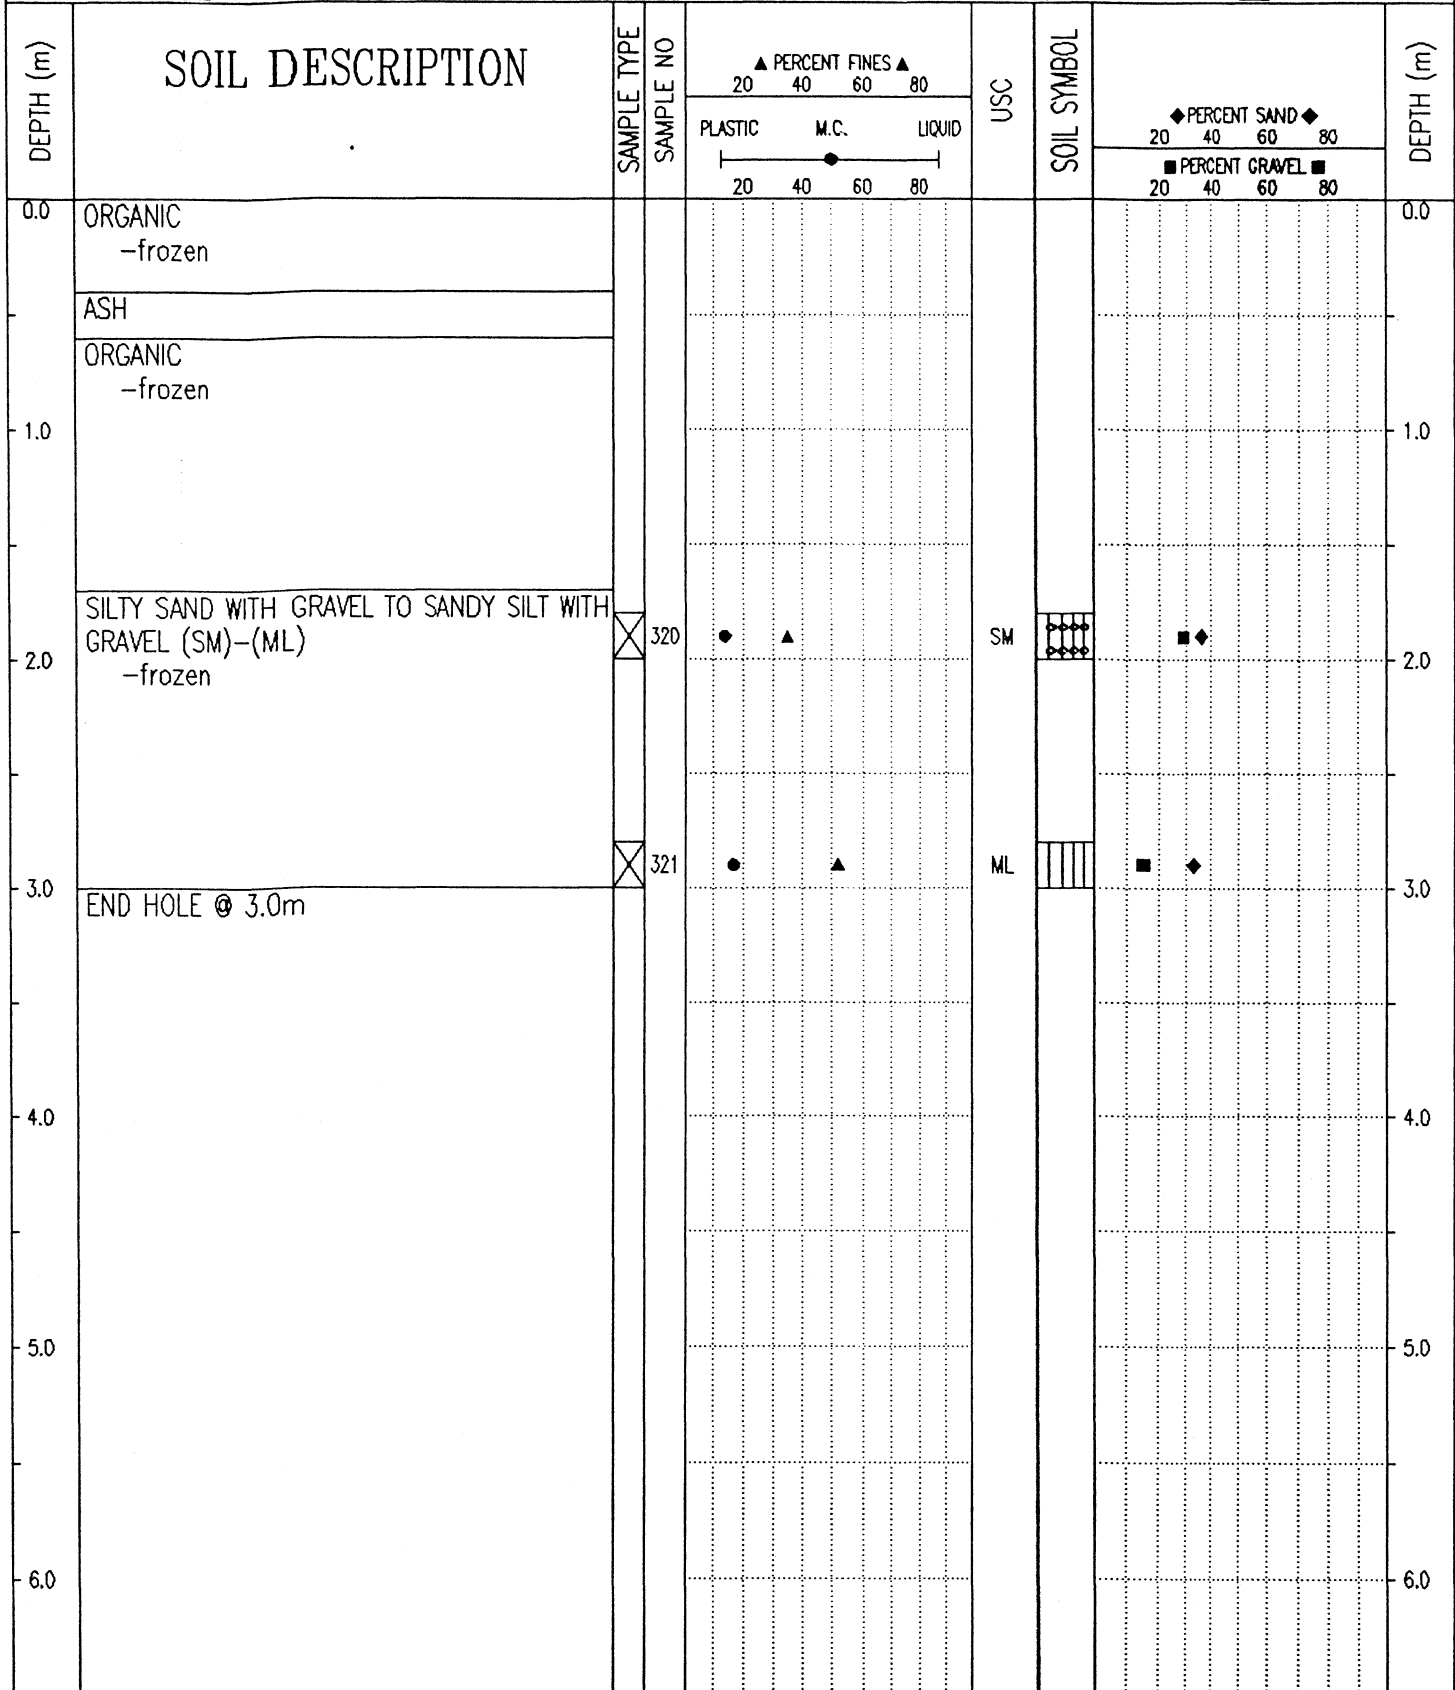 DEPTH (m)
SOIL DESCRIPTION
SAMPLE TYPE
SAMPLE NO
▲ PERCENT FINES ▲
20 40 60 80
PLASTIC M.C. LIQUID
20 40 60 80
USC
SOIL SYMBOL
◆PERCENT SAND◆
20 40 60 80
■PERCENT GRAVEL■
20 40 60 80
DEPTH (m)
0.0 0.0
ORGANIC
-frozen
ASH
ORGANIC
-frozen
1.0 1.0
SILTY SAND WITH GRAVEL TO SANDY SILT WITH
GRAVEL (SM)-(ML)
320 SM
2.0 2.0
-frozen
321 ML
3.0 3.0
END HOLE @ 3.0m
4.0 4.0
5.0 5.0
6.0 6.0